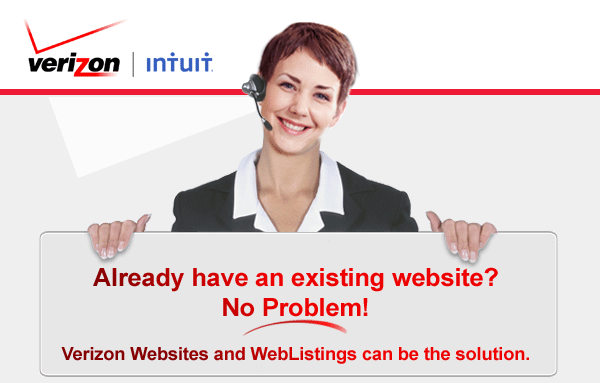 verizon | intuit.
Already have an existing website?
No Problem!
Verizon Websites and WebListings can be the solution.